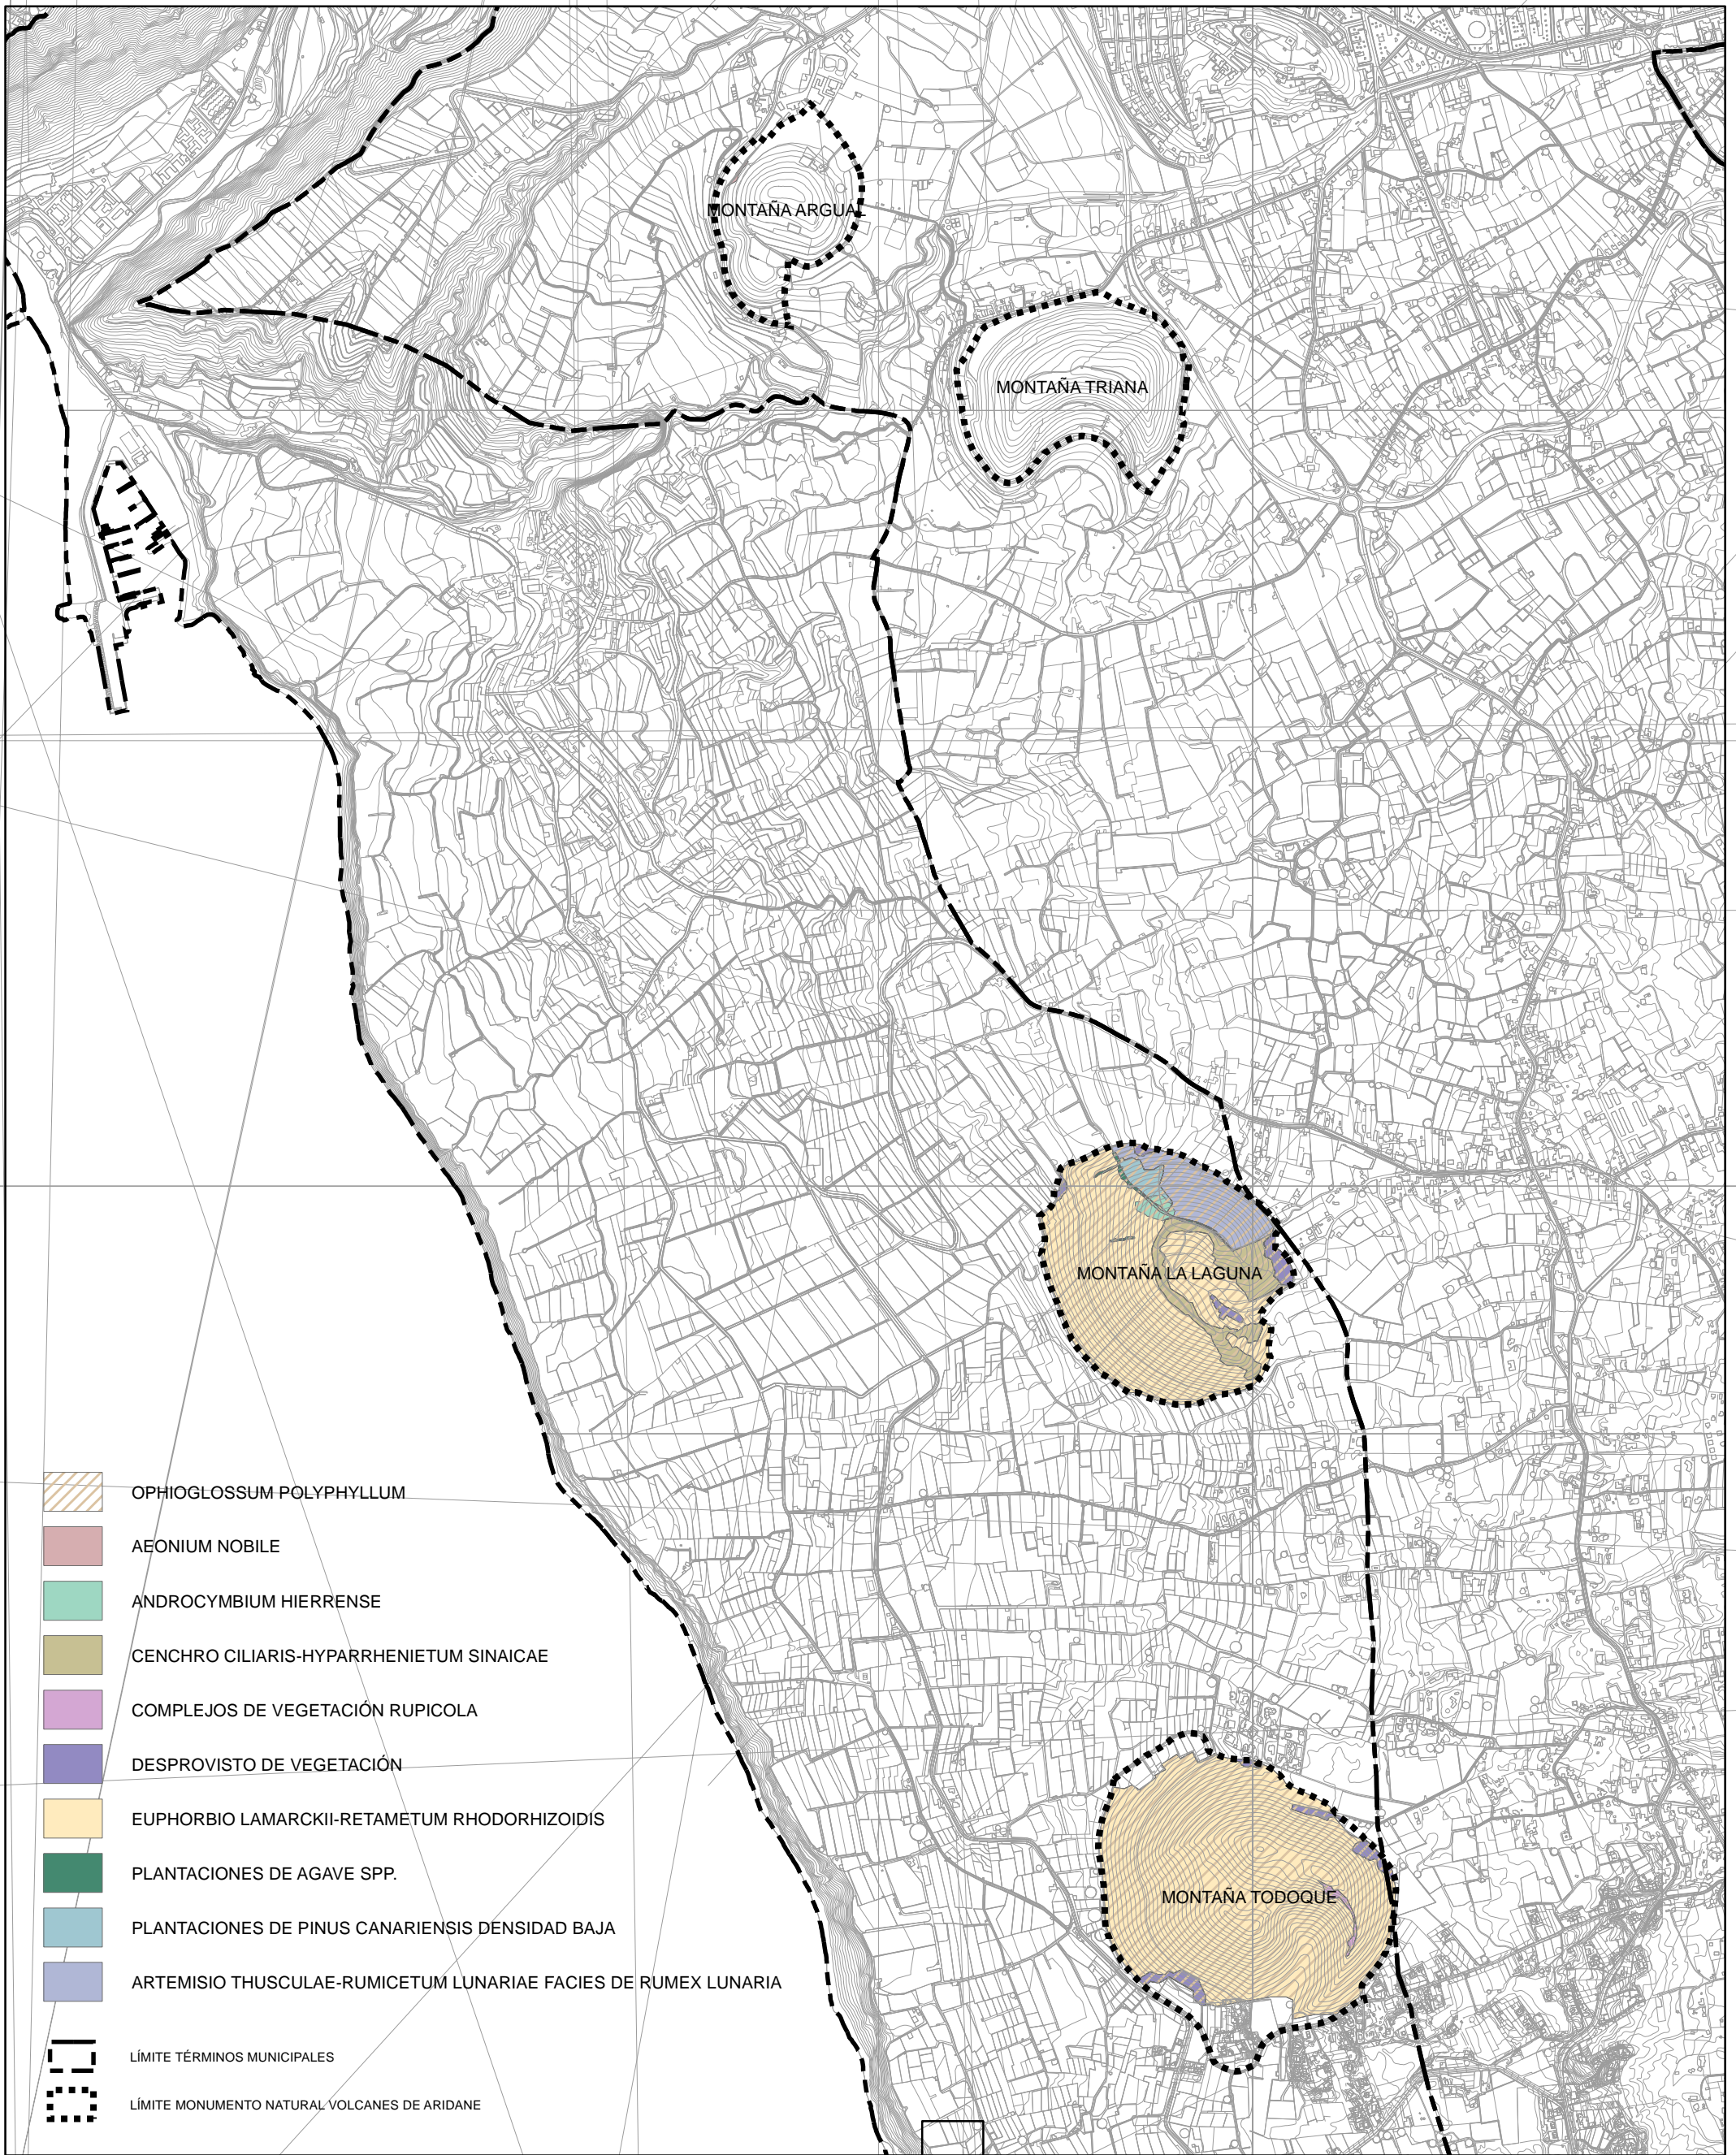 MONTAÑA ARGUAL
MONTAÑA TRIANA
MONTAÑA LA LAGUNA
MONTAÑA TODOQUE
OPHIOGLOSSUM POLYPHYLLUM
AEONIUM NOBILE
ANDROCYMBIUM HIERRENSE
CENCHRO CILIARIS-HYPARRHENIETUM SINAICAE
COMPLEJOS DE VEGETACIÓN RUPICOLA
DESPROVISTO DE VEGETACIÓN
EUPHORBIO LAMARCKII-RETAMETUM RHODORHIZOIDIS
PLANTACIONES DE AGAVE SPP.
PLANTACIONES DE PINUS CANARIENSIS DENSIDAD BAJA
ARTEMISIO THUSCULAE-RUMICETUM LUNARIAE FACIES DE RUMEX LUNARIA
LÍMITE TÉRMINOS MUNICIPALES
LÍMITE MONUMENTO NATURAL VOLCANES DE ARIDANE